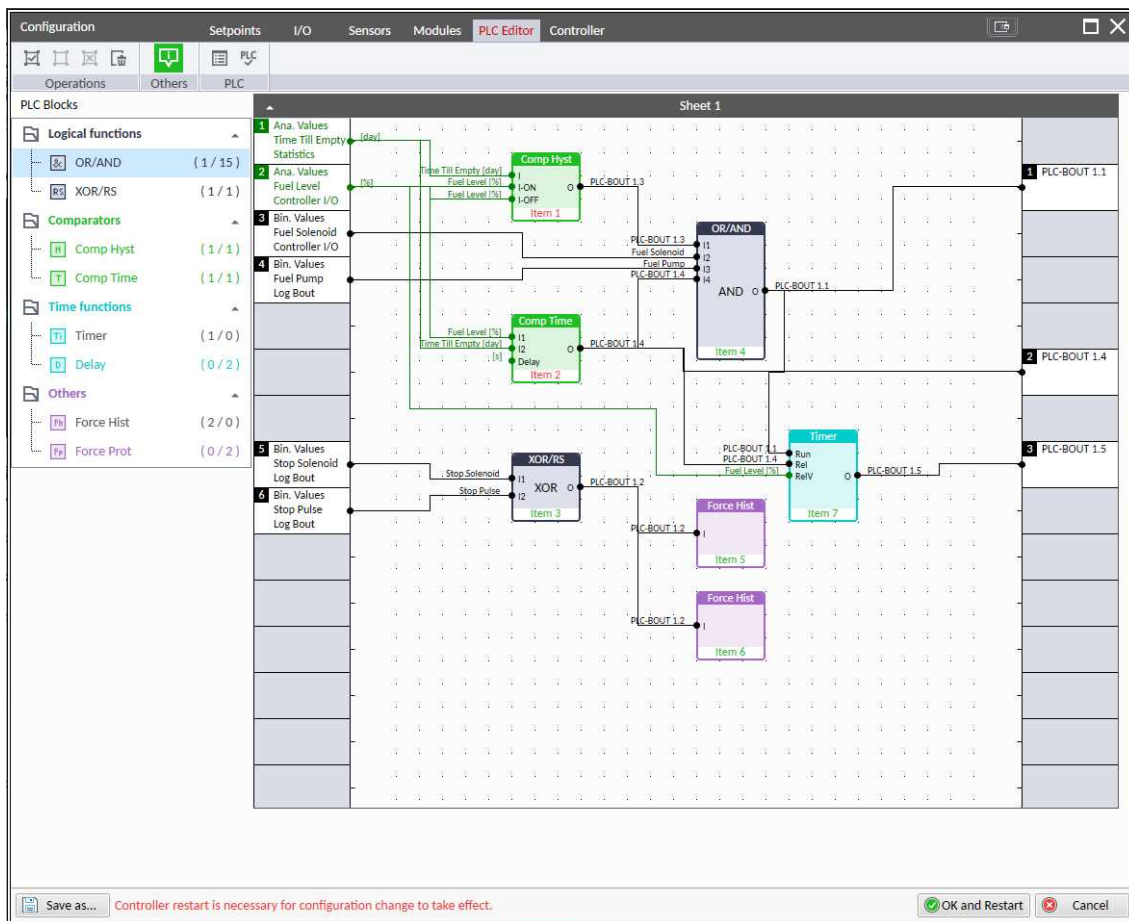 Configuration
Setpoints I/O Sensors Modules PLC Editor Controller
PLC
Operations Others PLC
PLC Blocks
Logical functions
& OR/AND (1/15)
RS XOR/RS (1/1)
Comparators
H Comp Hyst (1/1)
T Comp Time (1/1)
Time functions
Ti Timer (1/0)
D Delay (0/2)
Others
Fh Force Hist (2/0)
Fp Force Prot (0/2)
Sheet 1
1 Ana. Values
Time Till Empty [day]
Statistics
2 Ana. Values
Fuel Level [%]
Controller I/O
3 Bin. Values
Fuel Solenoid
Controller I/O
4 Bin. Values
Fuel Pump
Log Bout
5 Bin. Values
Stop Solenoid
Log Bout
6 Bin. Values
Stop Pulse
Log Bout
Comp Hyst
Time Till Empty [day] I
Fuel Level [%] I-ON O PLC-BOUT 1.3
Fuel Level [%] I-OFF
Item 1
OR/AND
PLC-BOUT 1.3 I1
Fuel Solenoid I2
Fuel Pump I3
PLC-BOUT 1.4 I4
AND O PLC-BOUT 1.1
Item 4
Comp Time
Fuel Level [%] I1
Time Till Empty [day] I2 O PLC-BOUT 1.4
[s] Delay
Item 2
Timer
PLC-BOUT 1.1 Run
PLC-BOUT 1.4 Rel
Fuel Level [%] RelV O PLC-BOUT 1.5
Item 7
XOR/RS
Stop Solenoid I1
XOR O PLC-BOUT 1.2
Stop Pulse I2
Item 3
Force Hist
PLC-BOUT 1.2 I
Item 5
Force Hist
PLC-BOUT 1.2 I
Item 6
1 PLC-BOUT 1.1
2 PLC-BOUT 1.4
3 PLC-BOUT 1.5
Save as... Controller restart is necessary for configuration change to take effect. OK and Restart Cancel